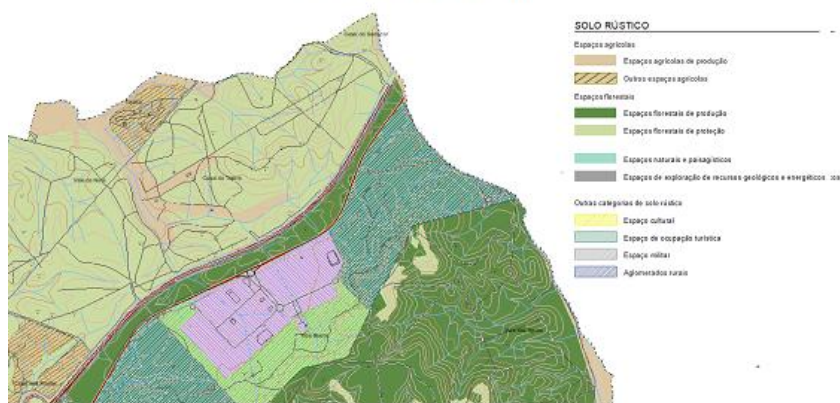 SOLO RÚSTICO
Espaços agrícolas
Espaços agrícolas de produção
Outros espaços agrícolas
Espaços florestais
Espaços florestais de produção
Espaços florestais de proteção
Espaços naturais e paisagísticos
Espaços de exploração de recursos geológicos e energéticos
Outras categorias de solo rústico
Espaço cultural
Espaço de ocupação turística
Espaço militar
Aglomerados rurais